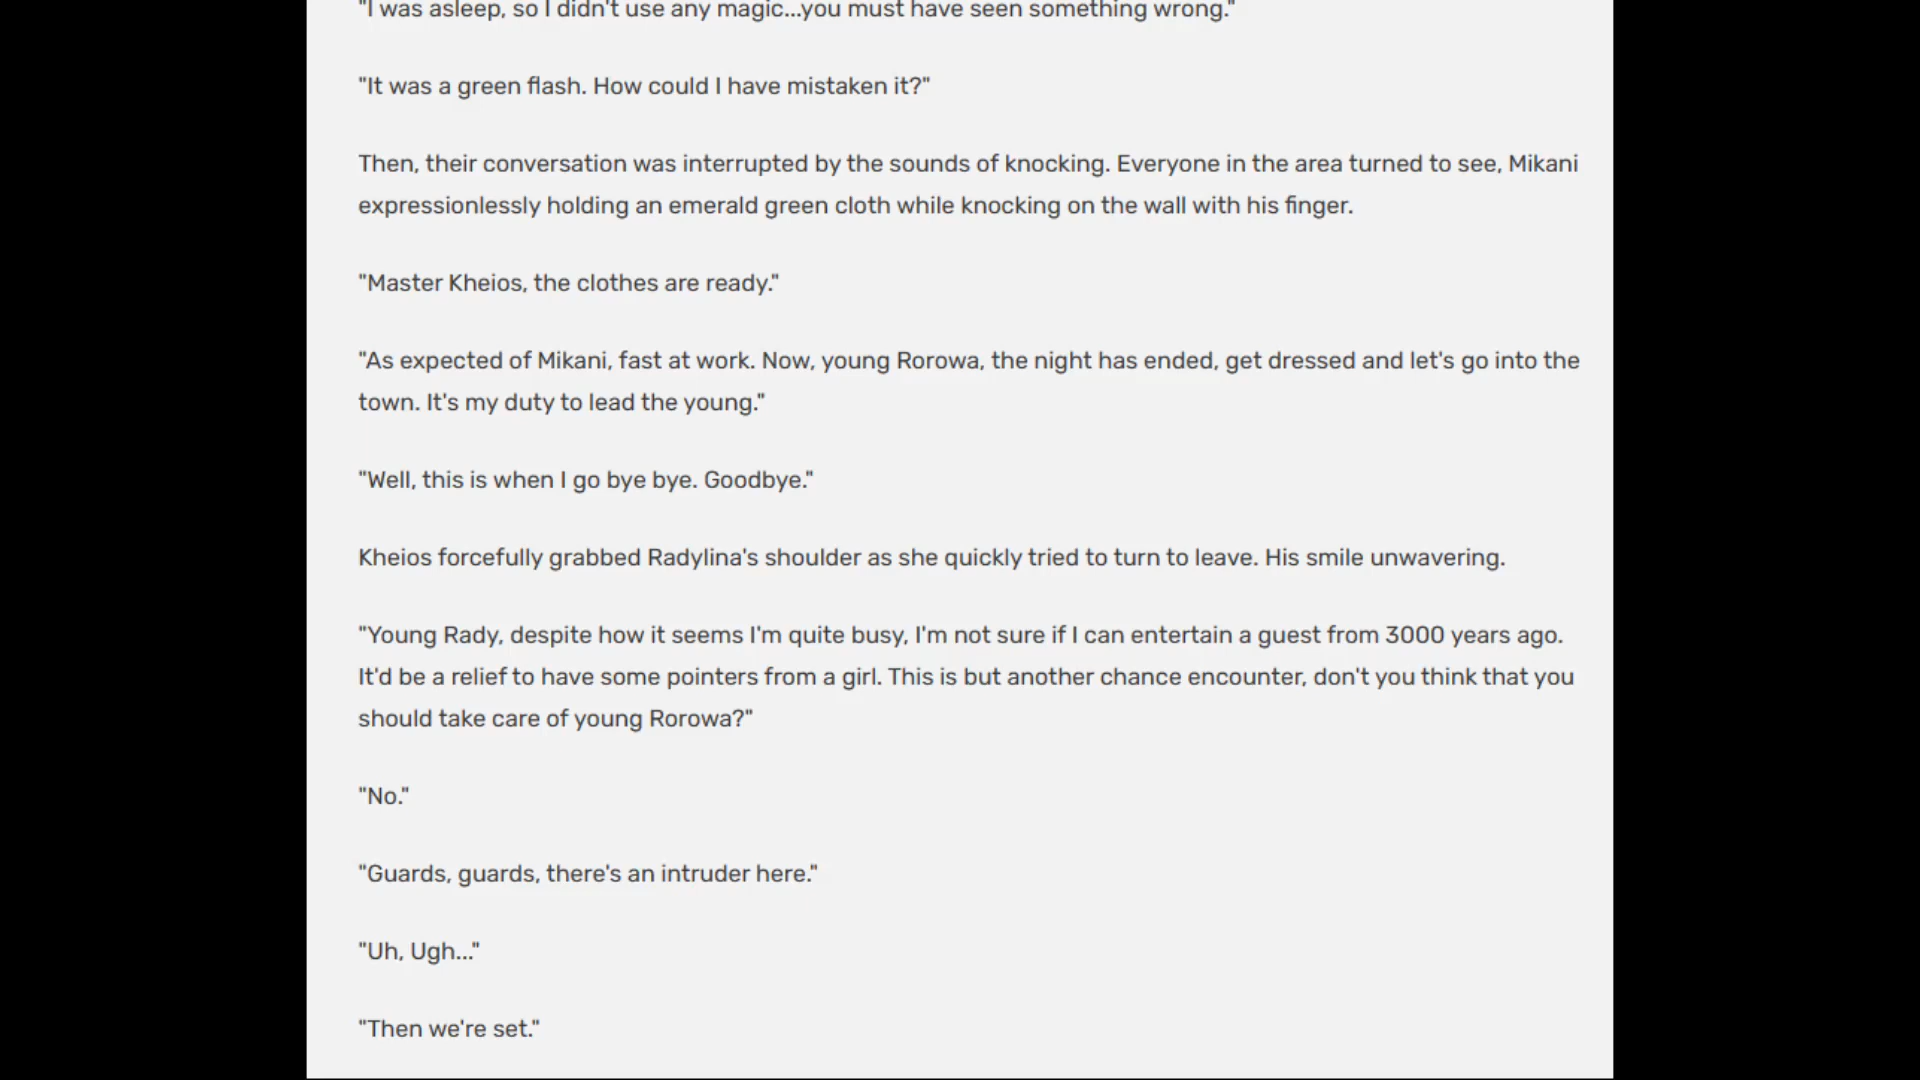 "I was asleep, so I didn't use any magic...you must have seen something wrong."
"It was a green flash. How could I have mistaken it?"
Then, their conversation was interrupted by the sounds of knocking. Everyone in the area turned to see, Mikani
expressionlessly holding an emerald green cloth while knocking on the wall with his finger.
"Master Kheios, the clothes are ready."
"As expected of Mikani, fast at work. Now, young Rorowa, the night has ended, get dressed and let's go into the
town. It's my duty to lead the young."
"Well, this is when I go bye bye. Goodbye."
Kheios forcefully grabbed Radylina's shoulder as she quickly tried to turn to leave. His smile unwavering.
"Young Rady, despite how it seems I'm quite busy, I'm not sure if I can entertain a guest from 3000 years ago.
It'd be a relief to have some pointers from a girl. This is but another chance encounter, don't you think that you
should take care of young Rorowa?"
"No."
"Guards, guards, there's an intruder here."
"Uh, Ugh..."
"Then we're set."